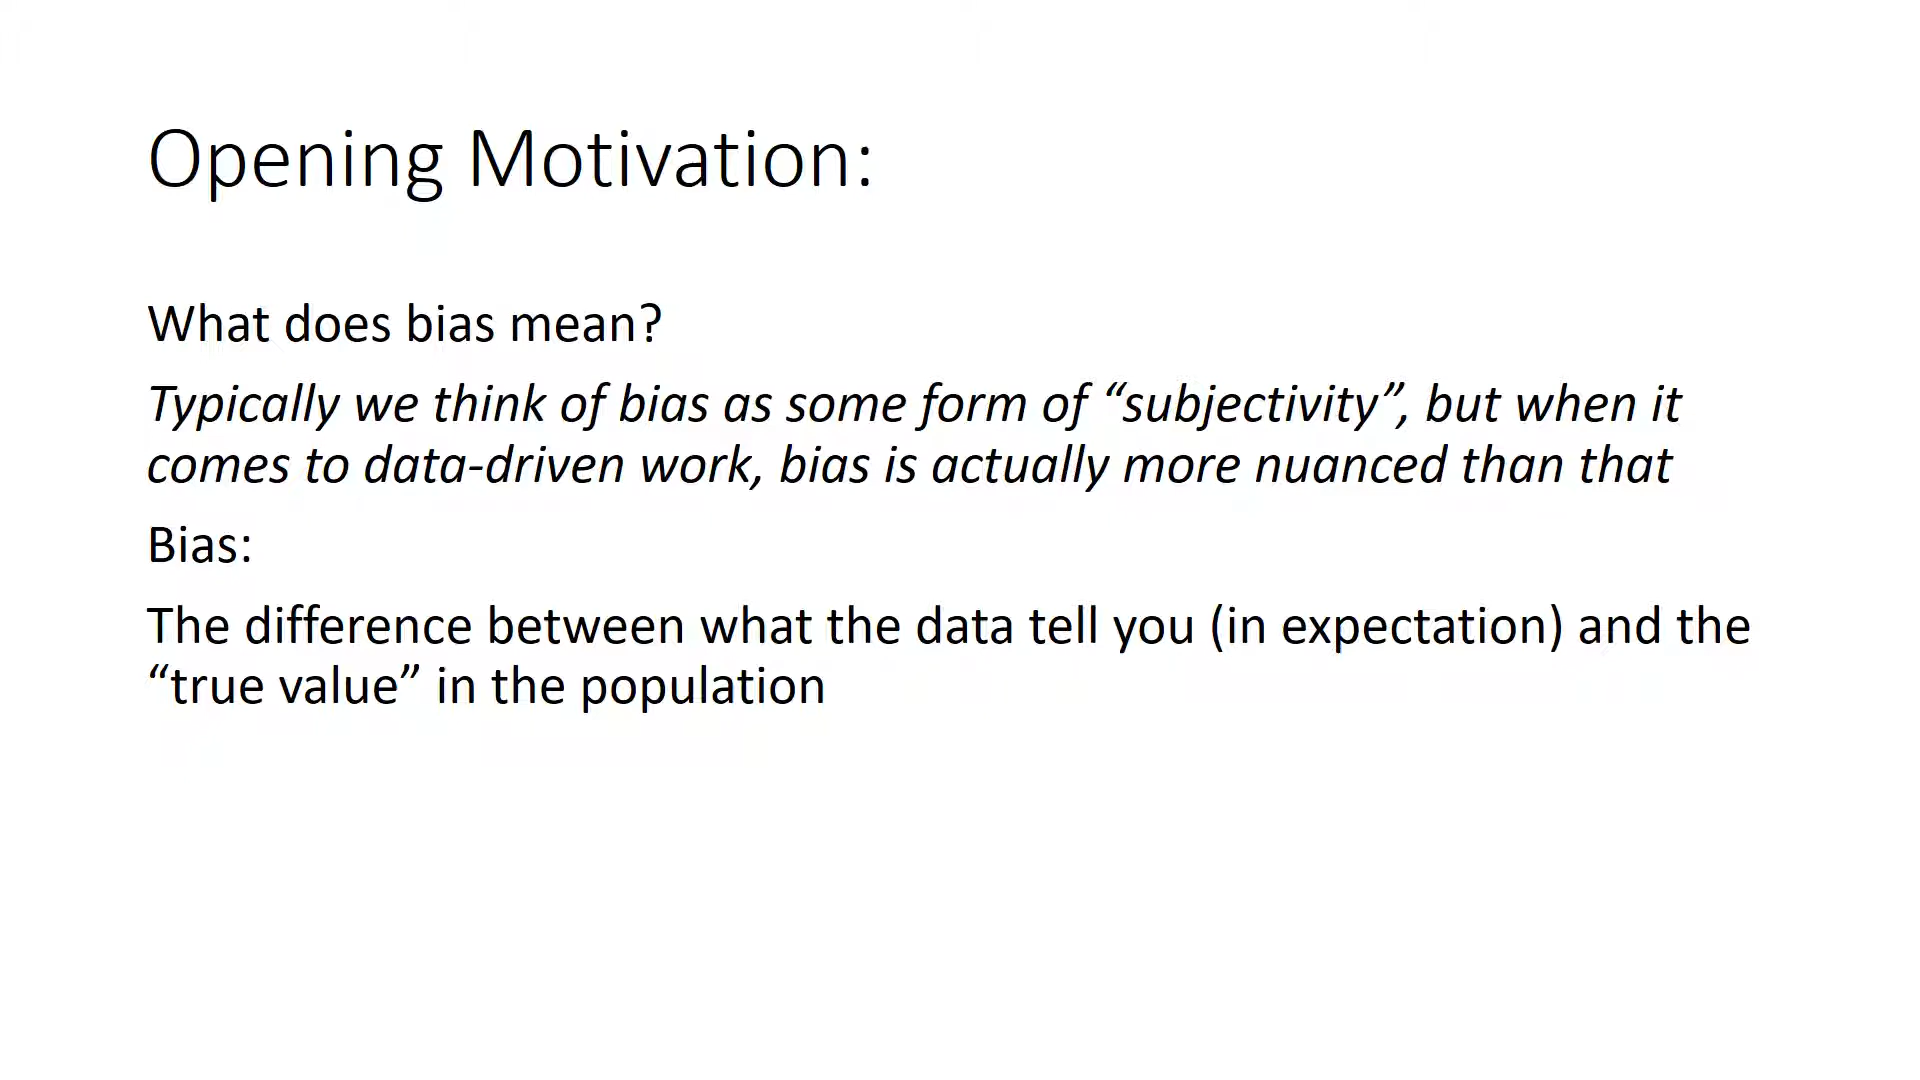 Opening Motivation:
What does bias mean?
Typically we think of bias as some form of “subjectivity”, but when it
comes to data-driven work, bias is actually more nuanced than that
Bias:
The difference between what the data tell you (in expectation) and the
“true value” in the population